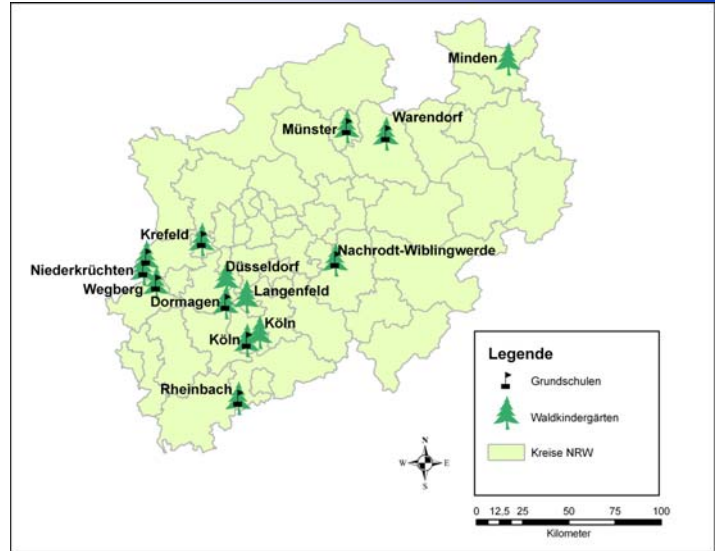 Minden
Warendorf
Münster
Krefeld
Nachrodt-Wiblingwerde
Niederkrüchten
Düsseldorf
Wegberg
Langenfeld
Dormagen
Köln
Köln
Rheinbach
Legende
Grundschulen
Waldkindergärten
Kreise NRW
N
W E
S
0 12,5 25 50 75 100
Kilometer